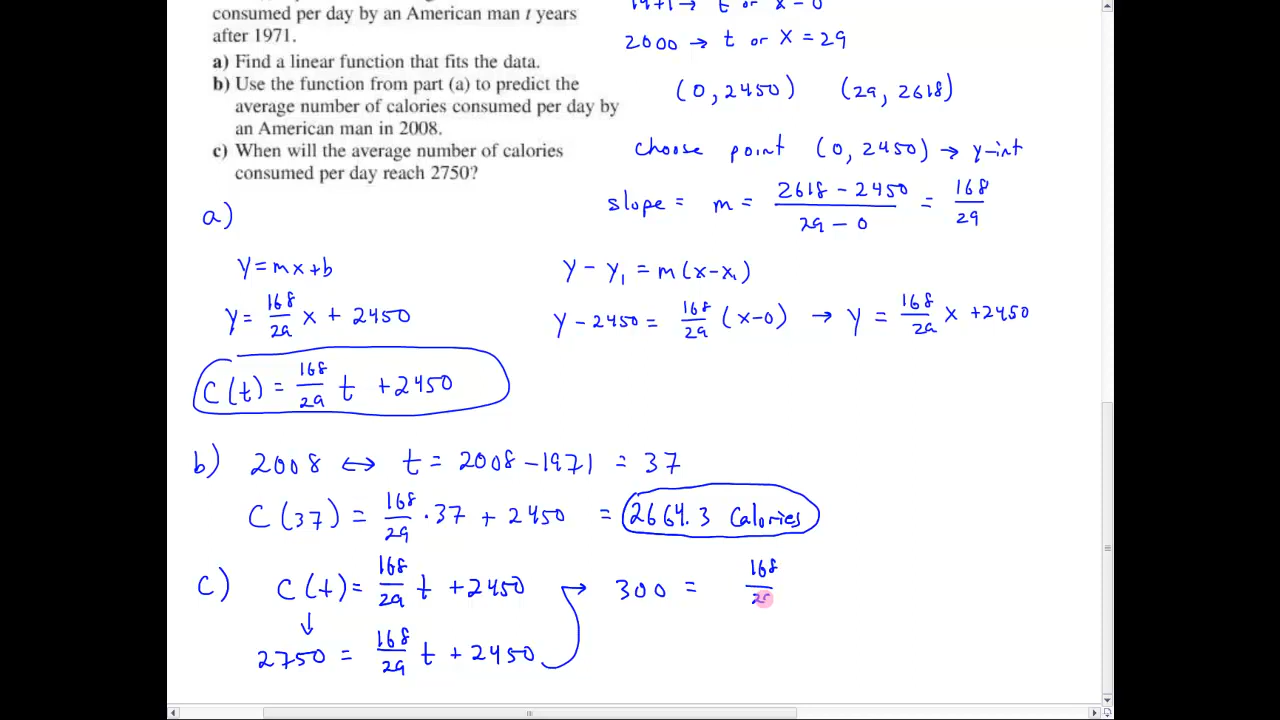 consumed per day by an American man t years
after 1971.
a) Find a linear function that fits the data.
b) Use the function from part (a) to predict the
average number of calories consumed per day by
an American man in 2008.
c) When will the average number of calories
consumed per day reach 2750?
1971 → t or x = 0
2000 → t or X = 29
(0, 2450) (29, 2618)
choose point (0, 2450) → y-int
slope = m = 2618 - 2450 / 29 - 0 = 168/29
a)
y = mx + b
y = 168/29 x + 2450
C(t) = 168/29 t + 2450
y - y₁ = m(x - x₁)
y - 2450 = 168/29 (x - 0) → y = 168/29 x + 2450
b) 2008 ↔ t = 2008 - 1971 = 37
C(37) = 168/29 · 37 + 2450 = 2664.3 Calories
c) C(t) = 168/29 t + 2450 → 300 = 168/29
2750 = 168/29 t + 2450